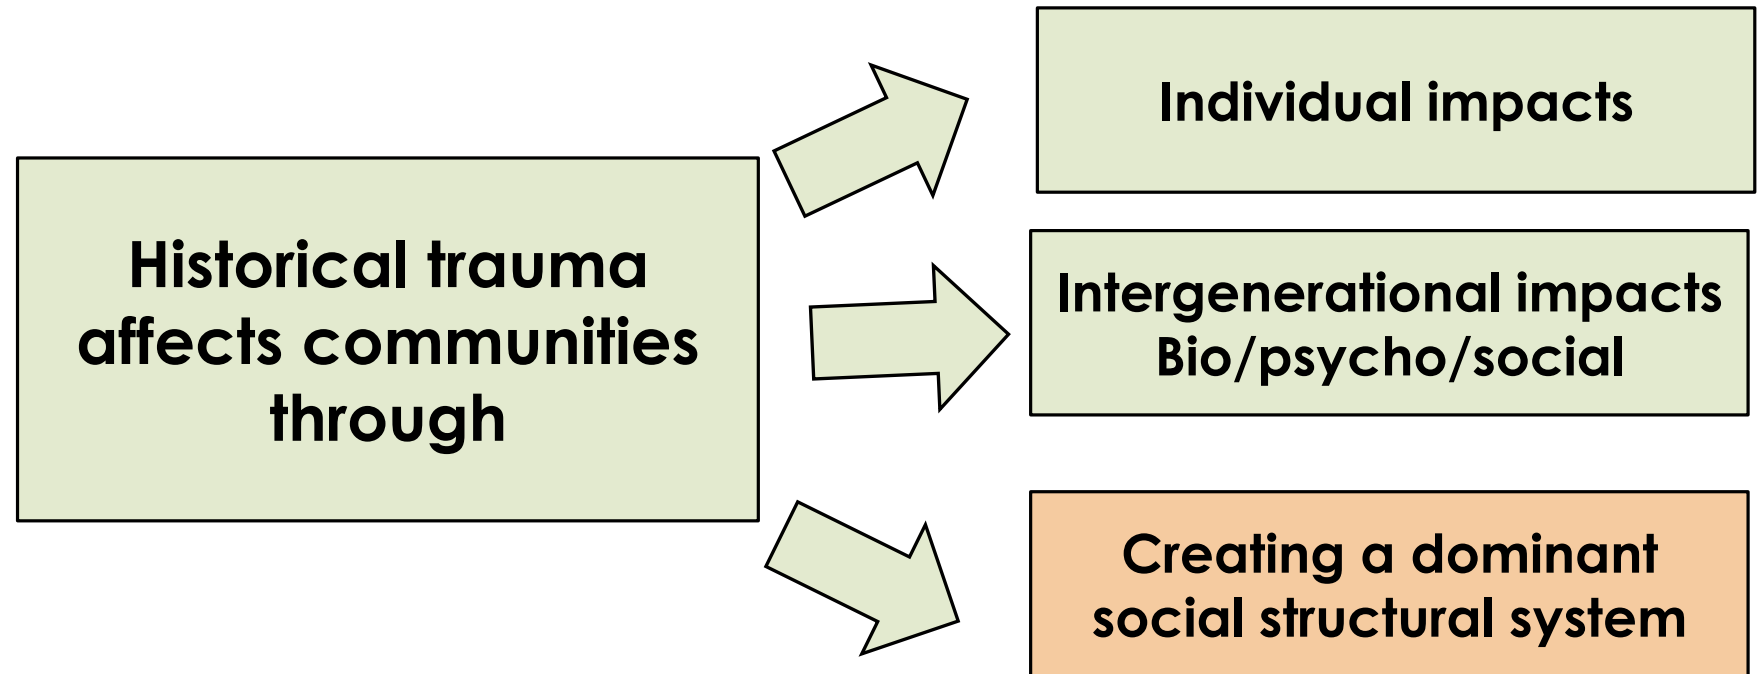 Historical trauma
affects communities
through
Individual impacts
Intergenerational impacts
Bio/psycho/social
Creating a dominant
social structural system